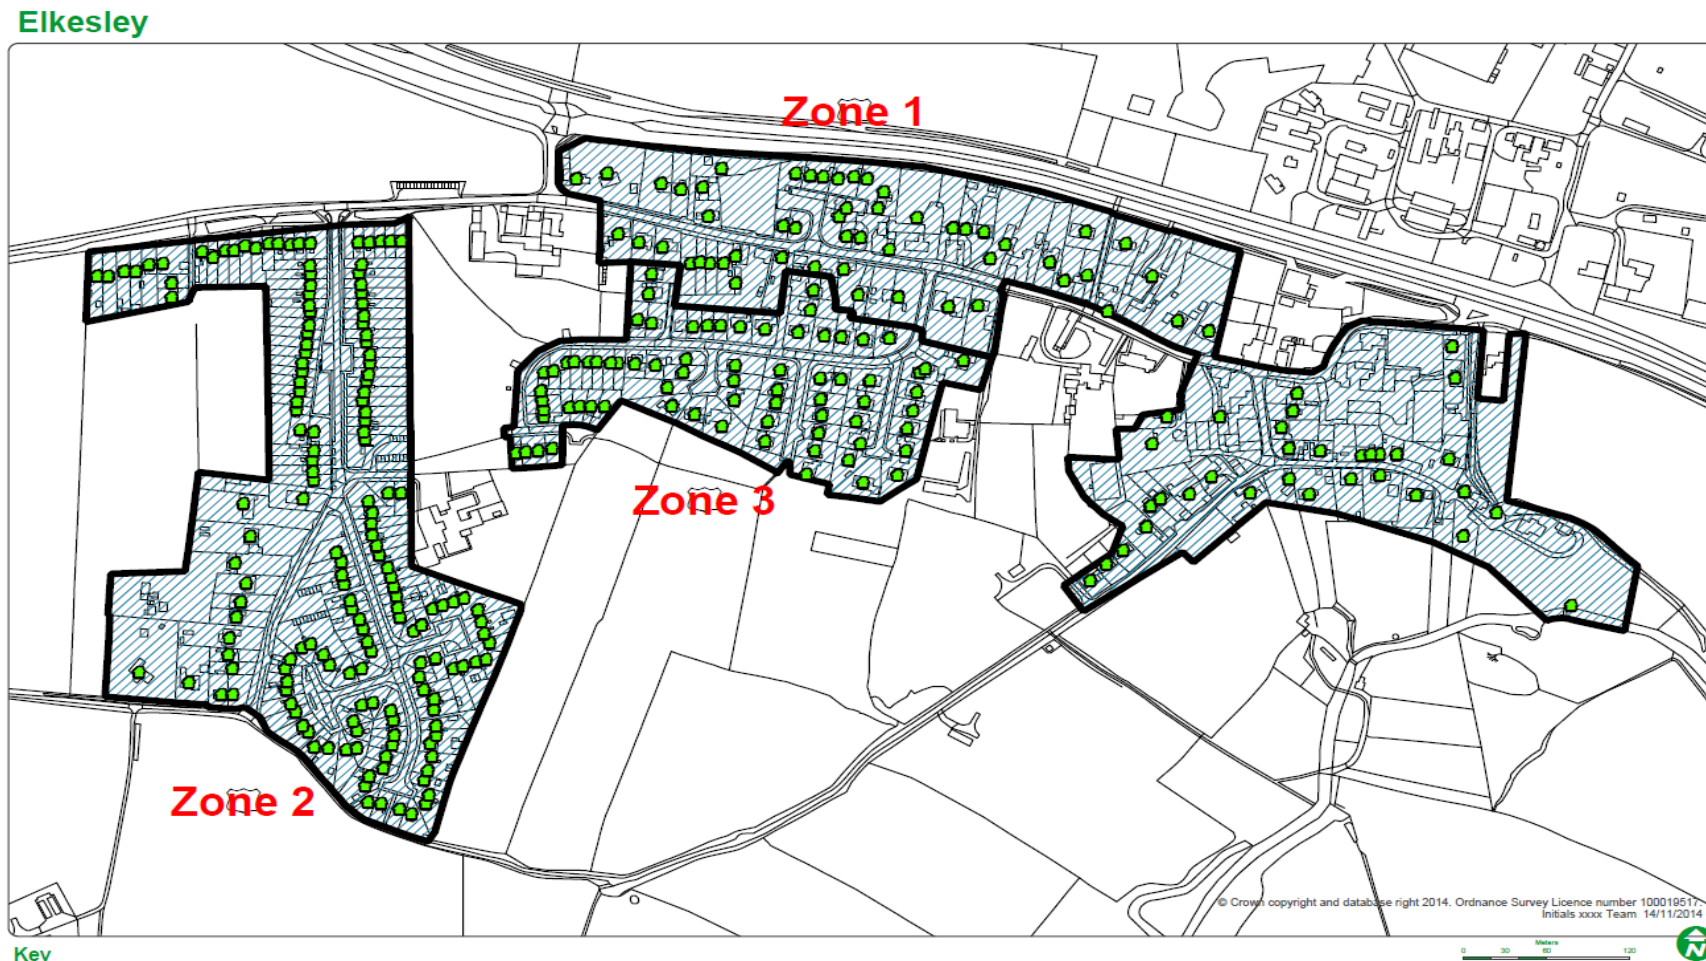 Elkesley
Zone 1
Zone 3
Zone 2
© Crown copyright and database right 2014. Ordnance Survey Licence number 100019517.
Initials xxxx Team 14/11/2014
Key
Meters
0 30 60 120
N